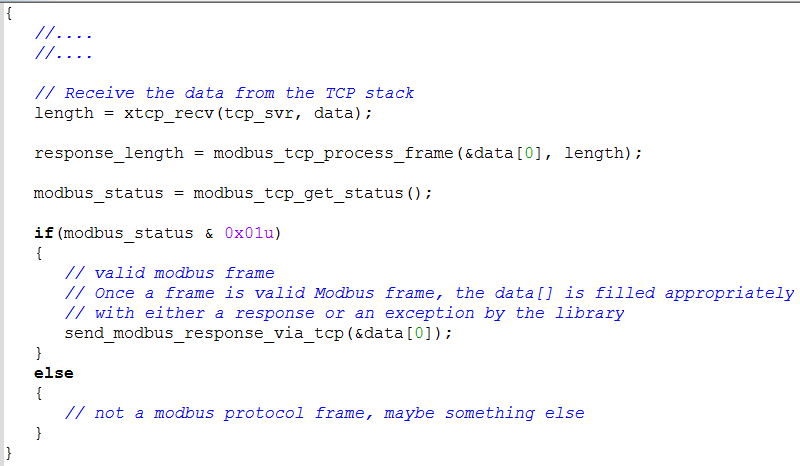 {
//....
//....
// Receive the data from the TCP stack
length = xtcp_recv(tcp_svr, data);
response_length = modbus_tcp_process_frame(&data[0], length);
modbus_status = modbus_tcp_get_status();
if(modbus_status & 0x01u)
{
// valid modbus frame
// Once a frame is valid Modbus frame, the data[] is filled appropriately
// with either a response or an exception by the library
send_modbus_response_via_tcp(&data[0]);
}
else
{
// not a modbus protocol frame, maybe something else
}
}